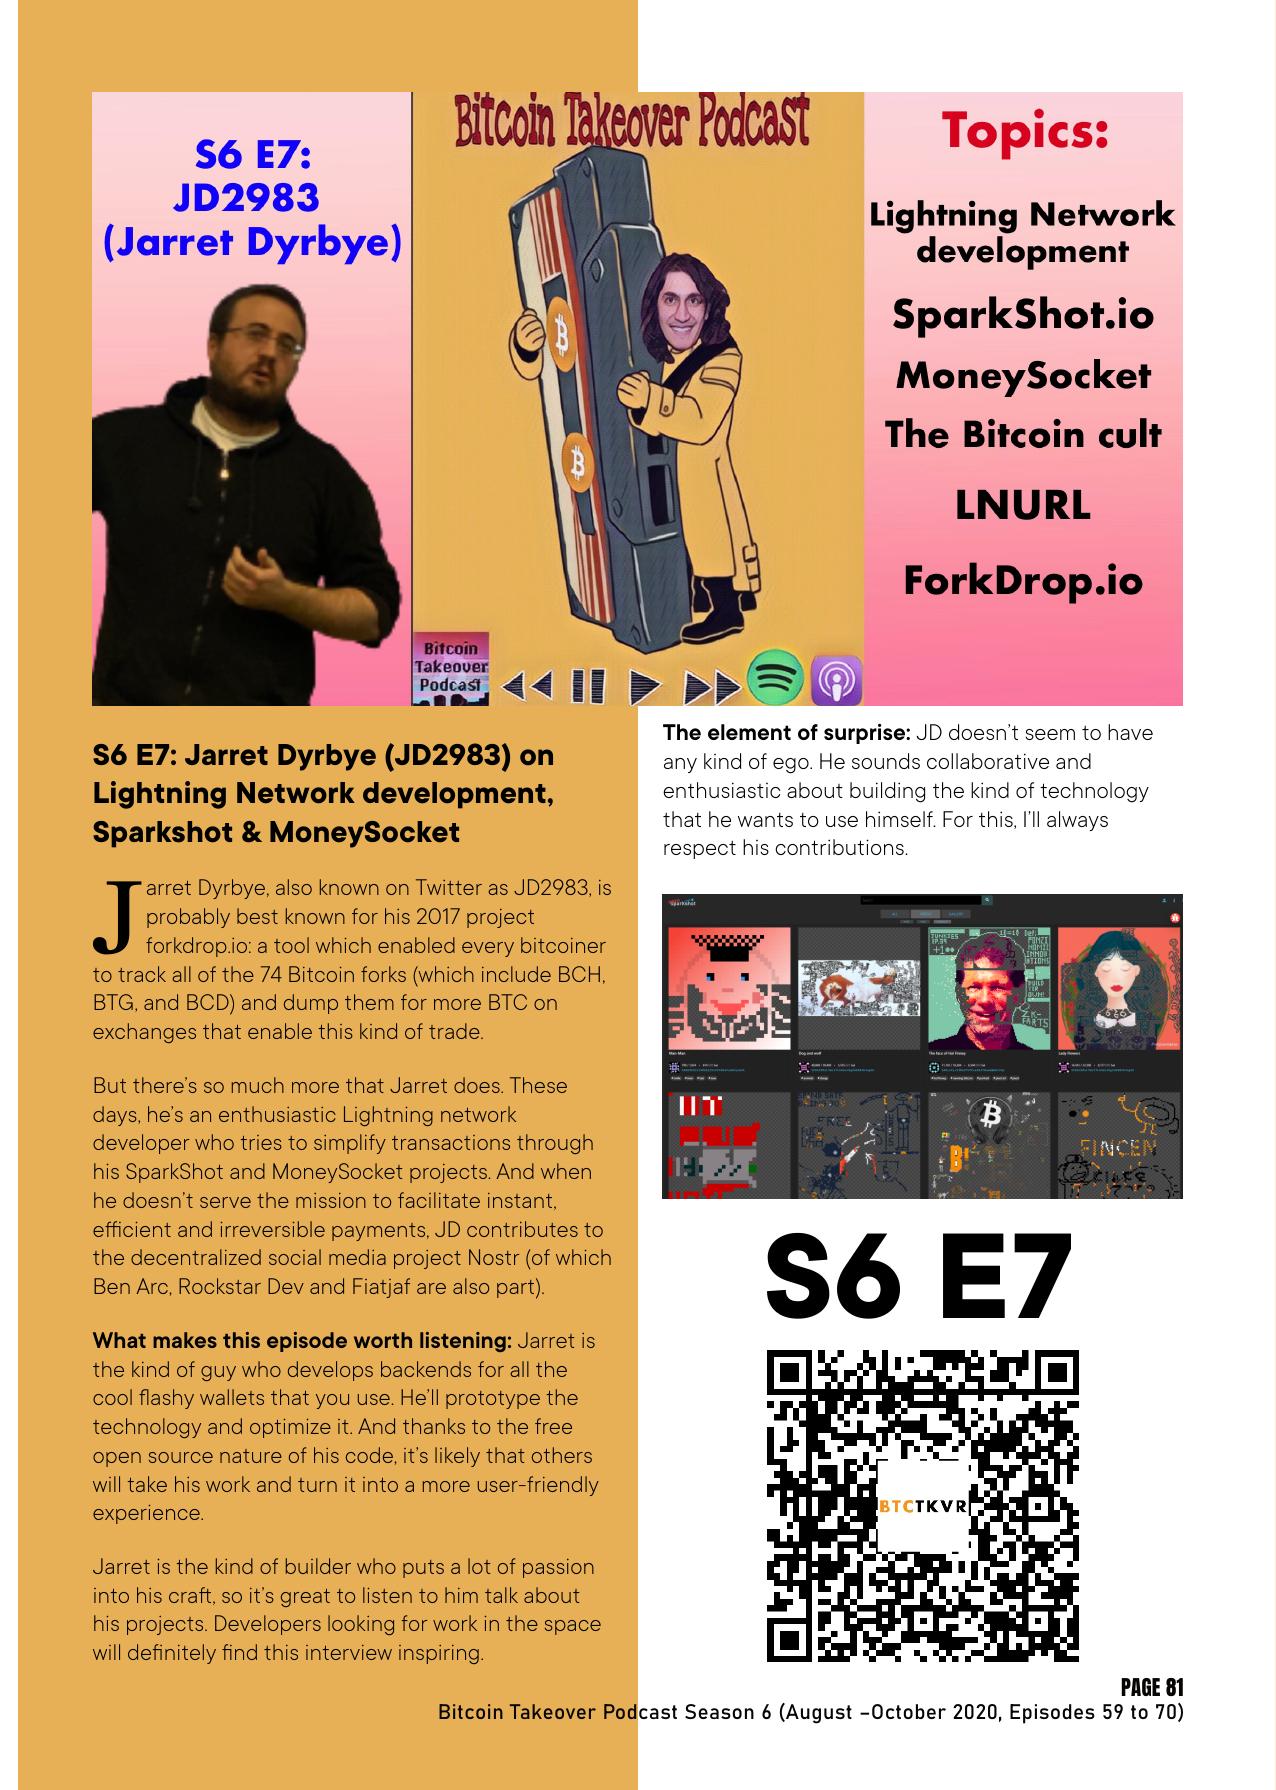 S6 E7:
JD2983
(Jarret Dyrbye)
Bitcoin Takeover Podcast
Bitcoin
Takeover
Podcast
Topics:
Lightning Network
development
SparkShot.io
MoneySocket
The Bitcoin cult
LNURL
ForkDrop.io
S6 E7: Jarret Dyrbye (JD2983) on
Lightning Network development,
Sparkshot & MoneySocket
Jarret Dyrbye, also known on Twitter as JD2983, is
probably best known for his 2017 project
forkdrop.io: a tool which enabled every bitcoiner
to track all of the 74 Bitcoin forks (which include BCH,
BTG, and BCD) and dump them for more BTC on
exchanges that enable this kind of trade.
But there's so much more that Jarret does. These
days, he's an enthusiastic Lightning network
developer who tries to simplify transactions through
his SparkShot and MoneySocket projects. And when
he doesn't serve the mission to facilitate instant,
efficient and irreversible payments, JD contributes to
the decentralized social media project Nostr (of which
Ben Arc, Rockstar Dev and Fiatjaf are also part).
What makes this episode worth listening: Jarret is
the kind of guy who develops backends for all the
cool flashy wallets that you use. He'll prototype the
technology and optimize it. And thanks to the free
open source nature of his code, it's likely that others
will take his work and turn it into a more user-friendly
experience.
Jarret is the kind of builder who puts a lot of passion
into his craft, so it's great to listen to him talk about
his projects. Developers looking for work in the space
will definitely find this interview inspiring.
The element of surprise: JD doesn't seem to have
any kind of ego. He sounds collaborative and
enthusiastic about building the kind of technology
that he wants to use himself. For this, I'll always
respect his contributions.
Sparkshot
Dog and wolf
The face of Hal Finney
Lady Flowers
FINCEN
S6 E7
BTCTKVR
PAGE 81
Bitcoin Takeover Podcast Season 6 (August –October 2020, Episodes 59 to 70)